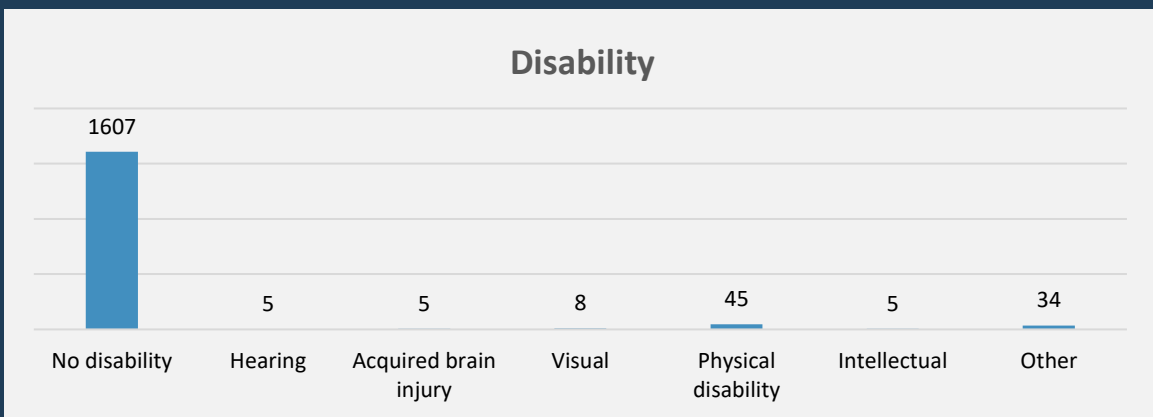 Disability
1607
5
5
8
45
5
34
No disability
Hearing
Acquired brain
injury
Visual
Physical
disability
Intellectual
Other